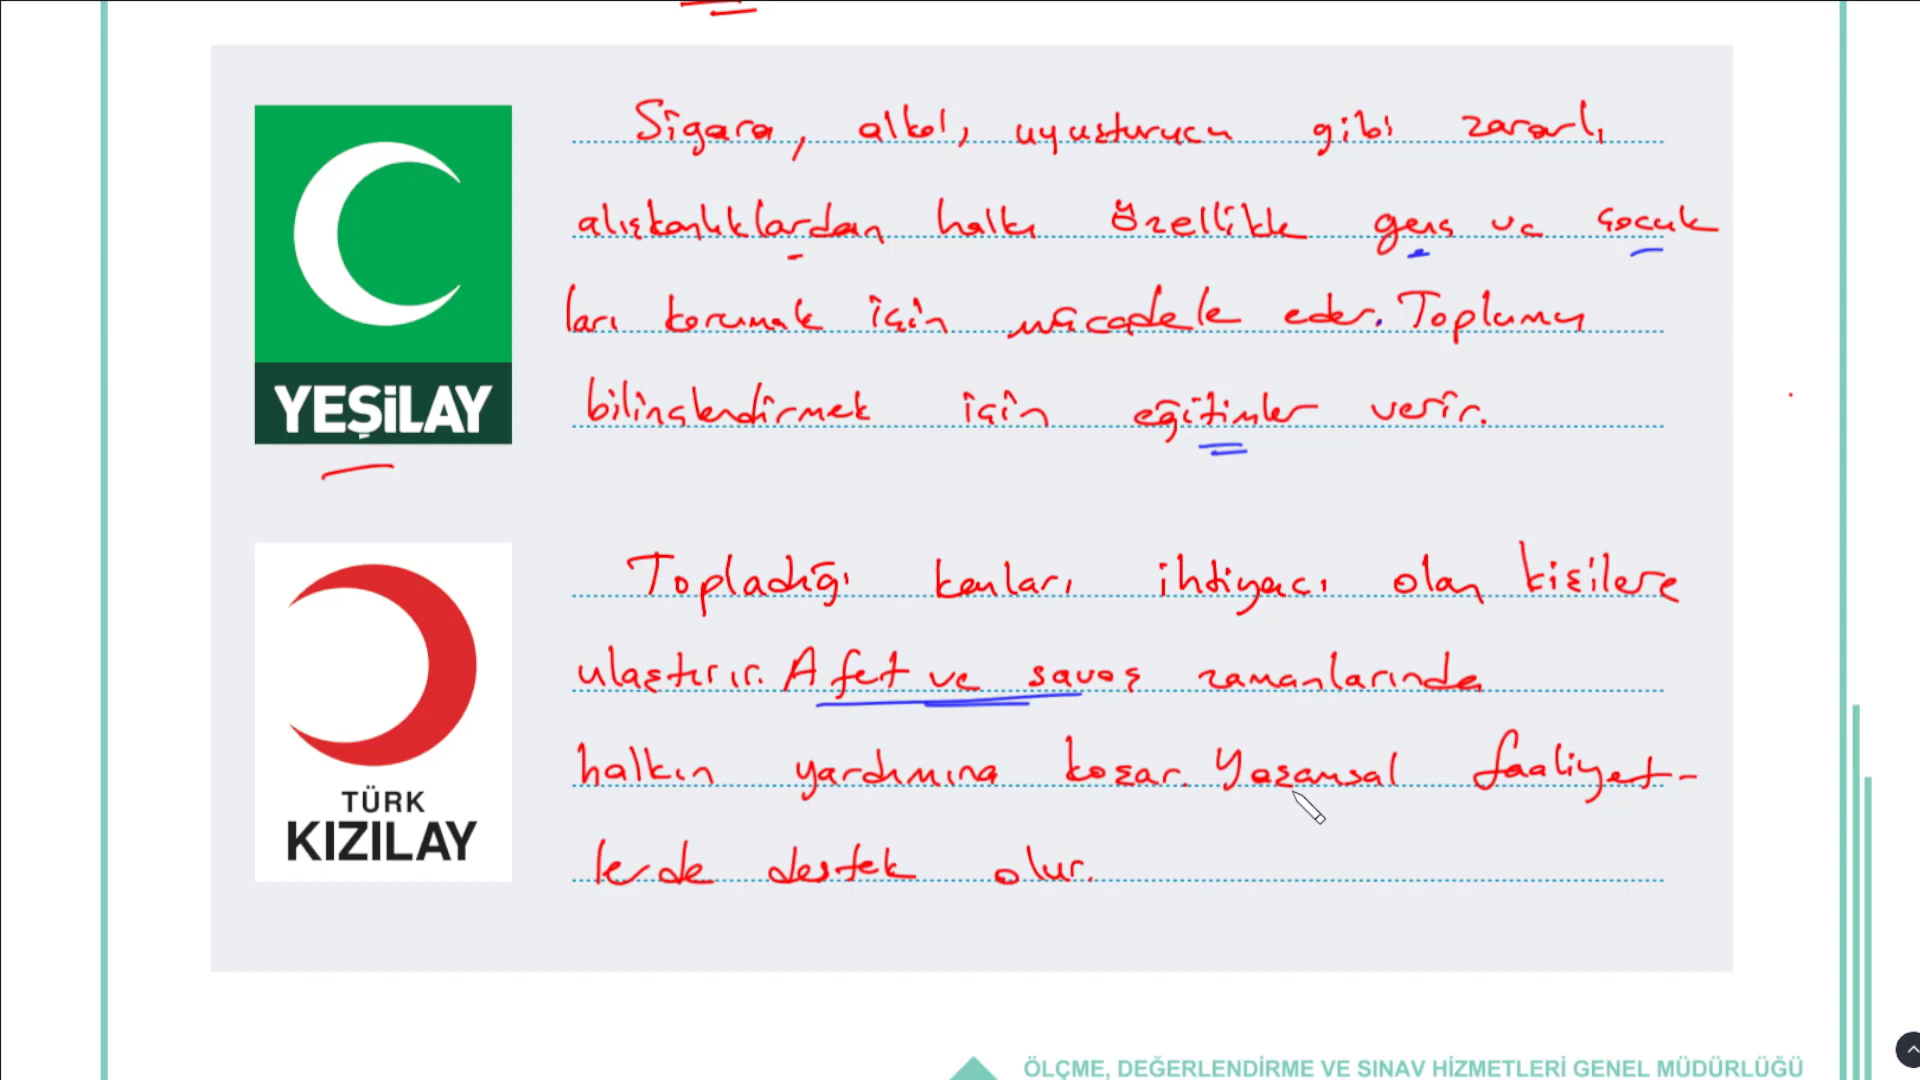 Sigara, alkol, uyuşturucu gibi zararlı
YEŞİLAY
alışkanlıklardan halkı özellikle genç ve çocuk
ları korumak için mücadele eder. Toplumu
bilinçlendirmek için eğitimler verir.
Topladığı kanları ihtiyacı olan kişilere
TÜRK
KIZILAY
ulaştırır. Afet ve savaş zamanlarında
halkın yardımına koşar. Yaşamsal faaliyet-
lerde destek olur.
ÖLÇME, DEĞERLENDİRME VE SINAV HİZMETLERİ GENEL MÜDÜRLÜĞÜ